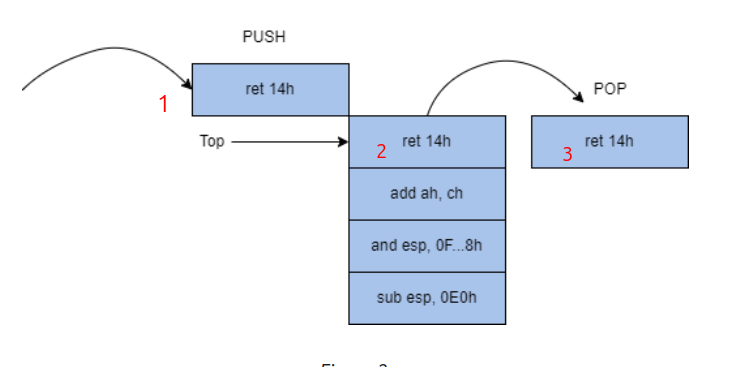 PUSH
ret 14h
1
POP
Top
2
ret 14h
3
ret 14h
add ah, ch
and esp, 0F...8h
sub esp, 0E0h